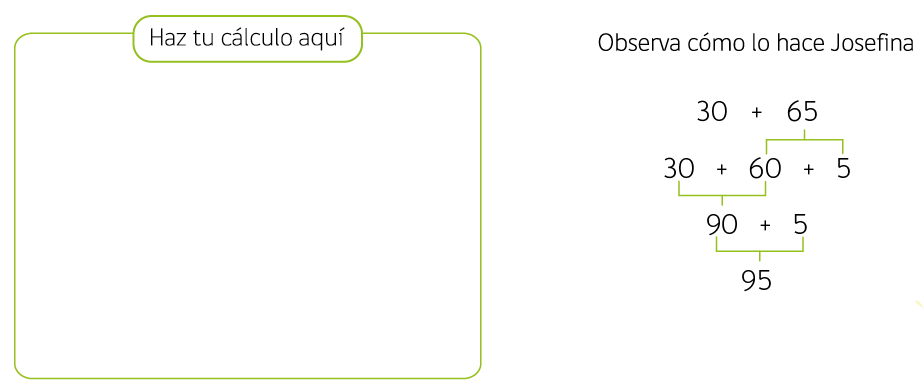 Haz tu cálculo aquí
Observa cómo lo hace Josefina
30 + 65
30 + 60 + 5
90 + 5
95